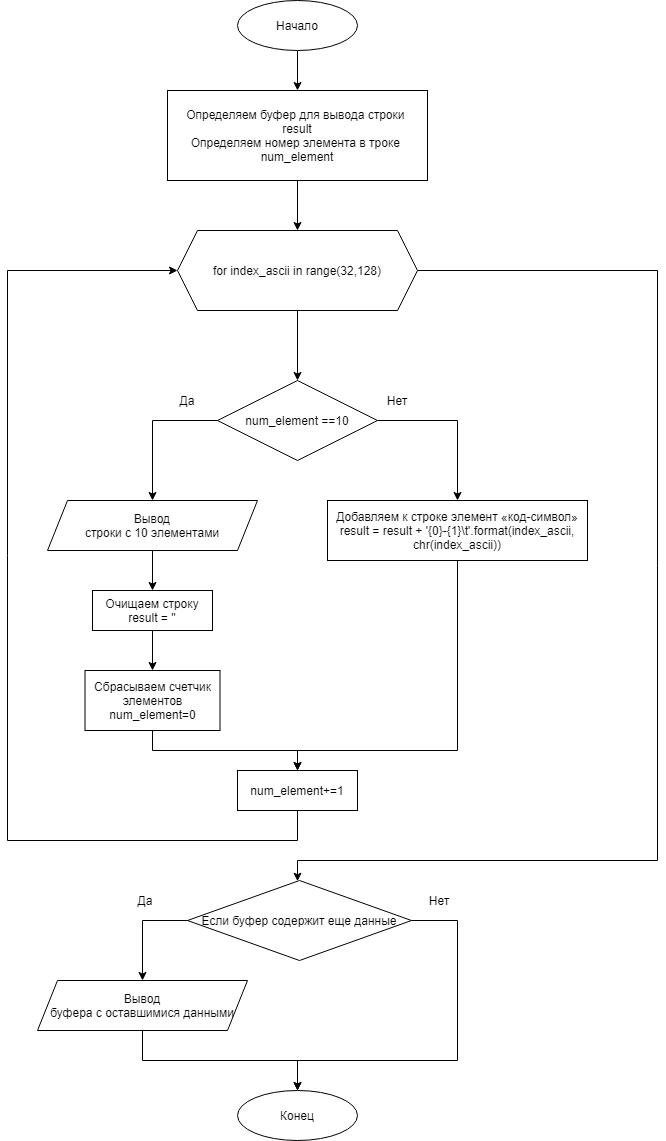 Начало
Определяем буфер для вывода строки
result
Определяем номер элемента в троке
num_element
for index_ascii in range(32,128)
Да
Нет
num_element ==10
Вывод
строки с 10 элементами
Добавляем к строке элемент «код-символ»
result = result + '{0}-{1}\t'.format(index_ascii,
chr(index_ascii))
Очищаем строку
result = ''
Сбрасываем счетчик
элементов
num_element=0
num_element+=1
Да
Нет
Если буфер содержит еще данные
Вывод
буфера с оставшимися данными
Конец